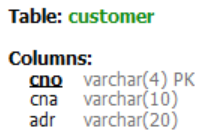 Table: customer
Columns:
cno varchar(4) PK
cna varchar(10)
adr varchar(20)